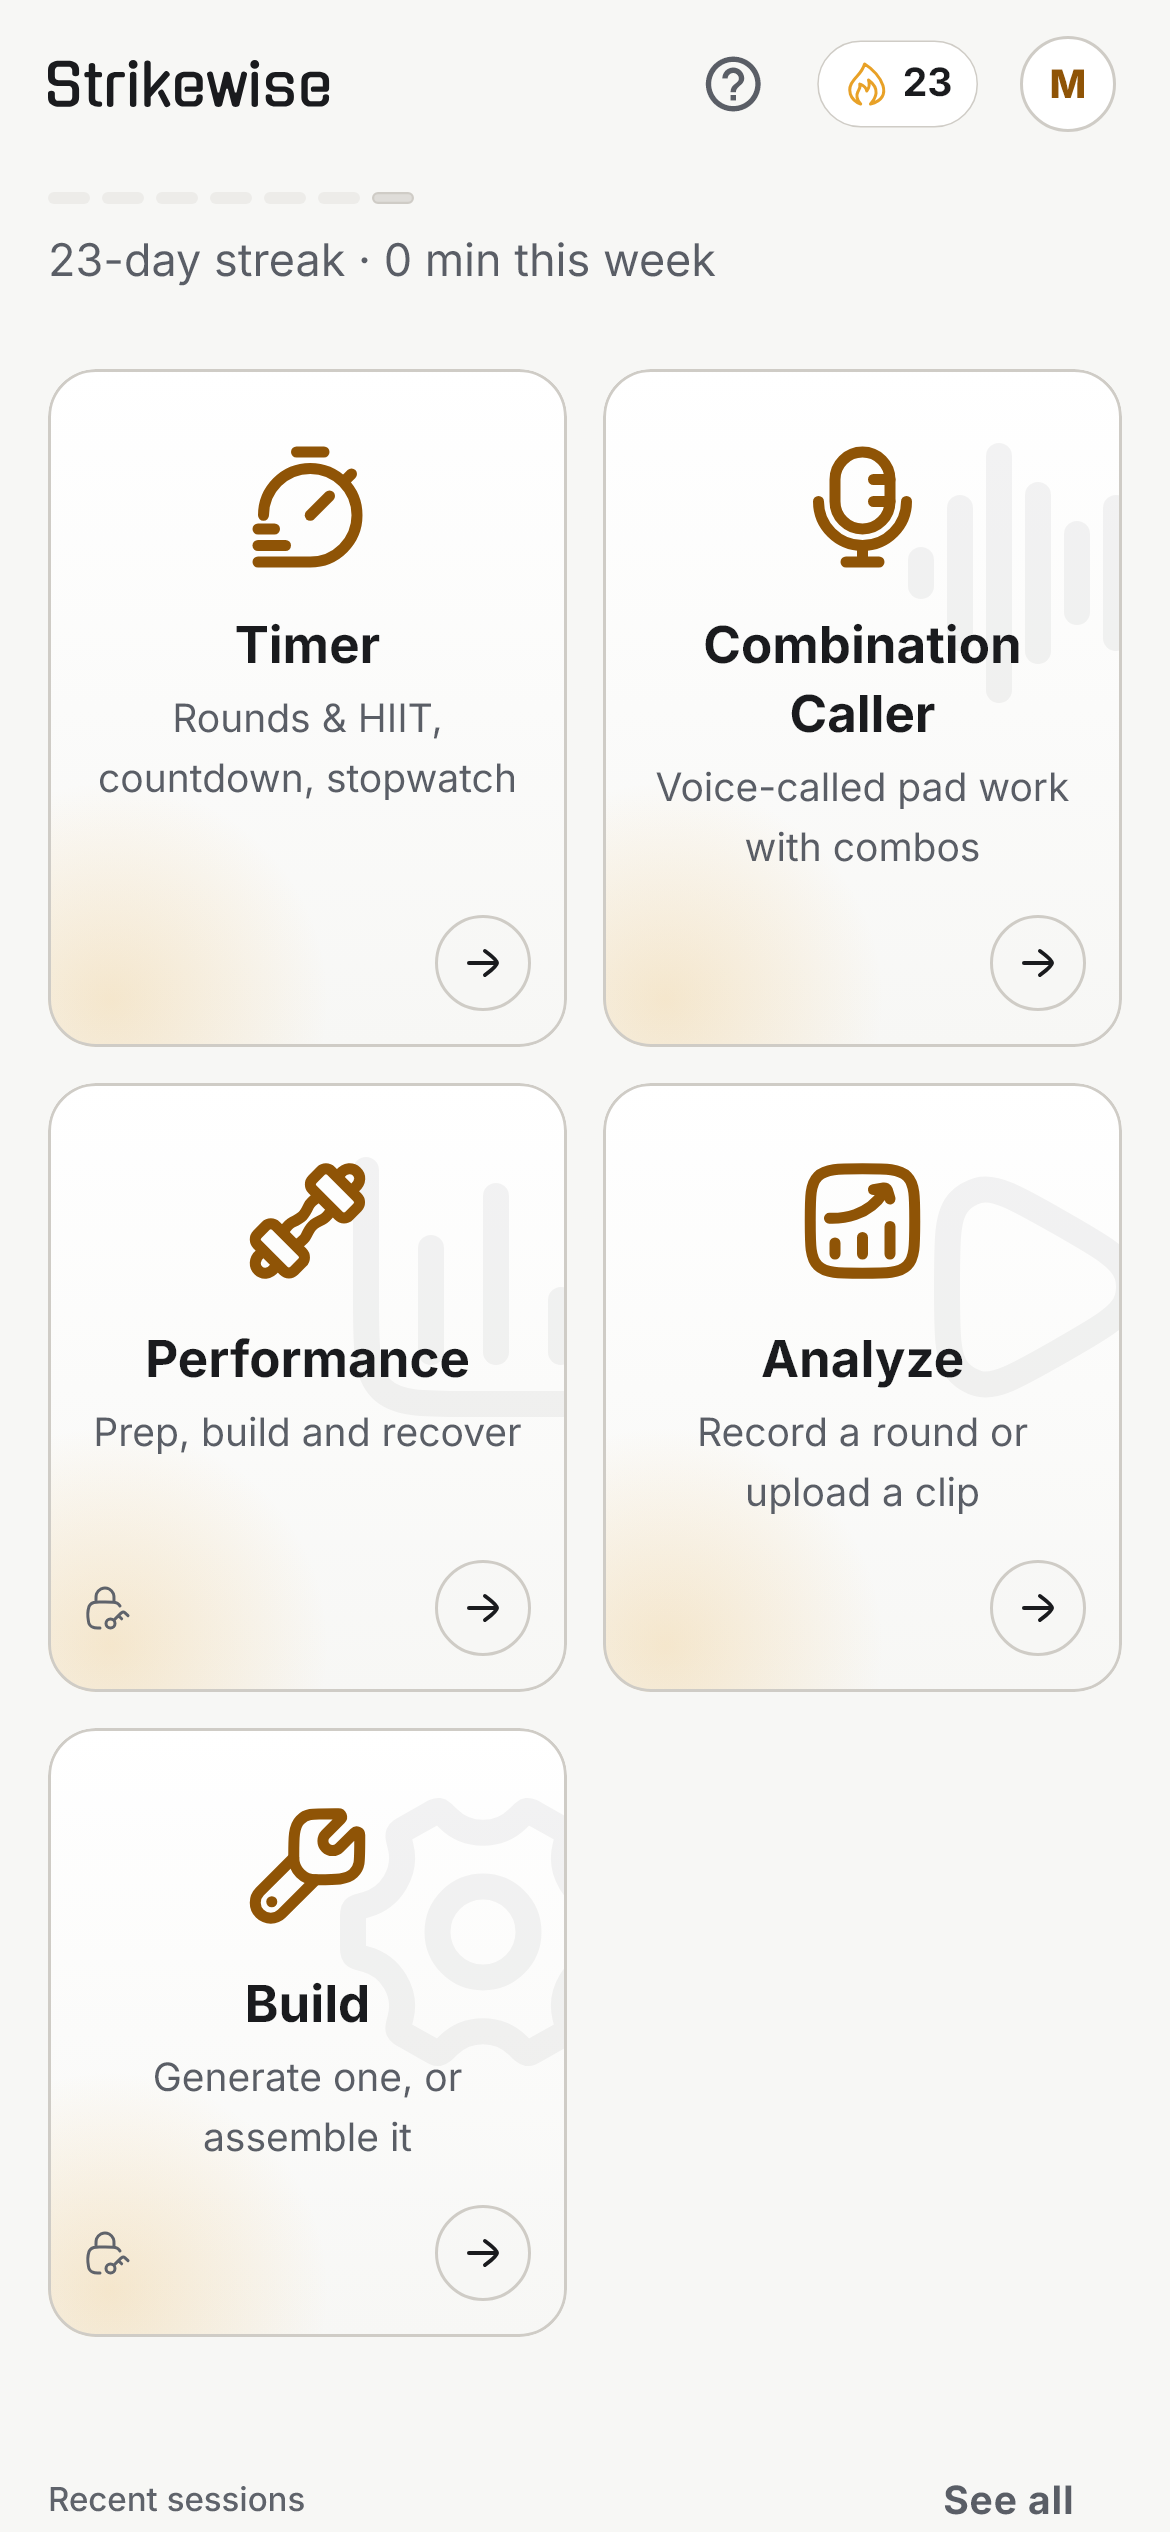 Strikewise
23
M
23-day streak · 0 min this week
Timer
Rounds & HIIT,
countdown, stopwatch
Combination
Caller
Voice-called pad work
with combos
Performance
Prep, build and recover
Analyze
Record a round or
upload a clip
Build
Generate one, or
assemble it
Recent sessions
See all